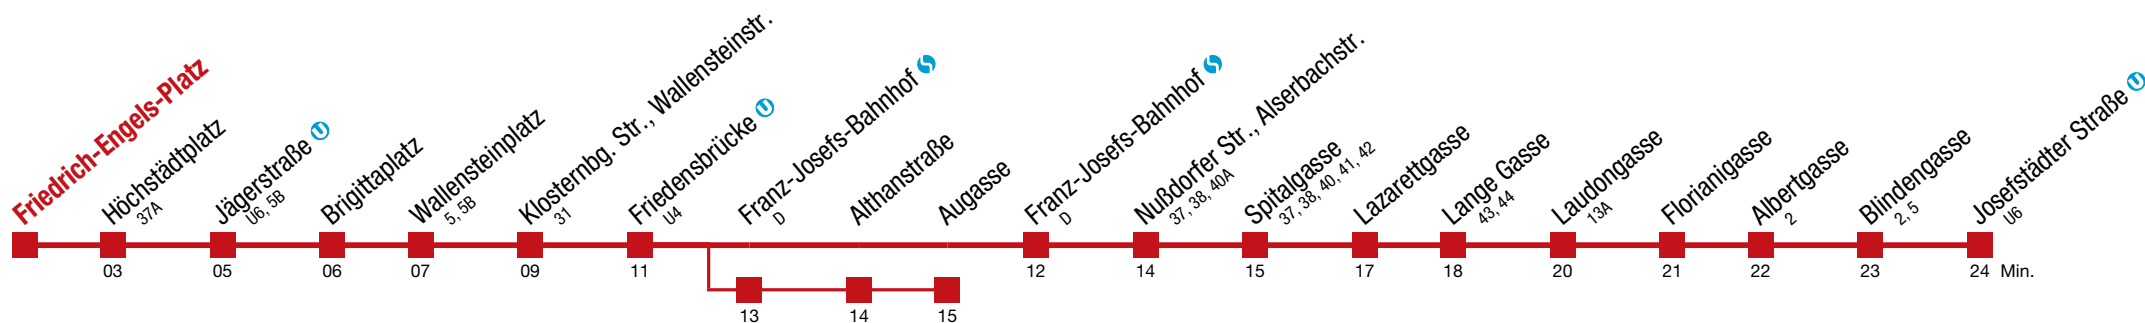 Friedrich-Engels-Platz
Höchstädtplatz
37A
Jägerstraße U
U6, 5B
Brigittaplatz
Wallensteinplatz
5, 5B
Klosternbg. Str., Wallensteinstr.
31
Friedensbrücke U
U4
Franz-Josefs-Bahnhof S
D
Althanstraße
Augasse
Franz-Josefs-Bahnhof S
D
Nußdorfer Str., Alserbachstr.
37, 38, 40A
Spitalgasse
37, 38, 40, 41, 42
Lazarettgasse
Lange Gasse
43, 44
Laudongasse
13A
Florianigasse
Albertgasse
2
Blindengasse
2, 5
Josefstädter Straße U
U6
03 05 06 07 09 11 12 14 15 17 18 20 21 22 23 24 Min.
13 14 15